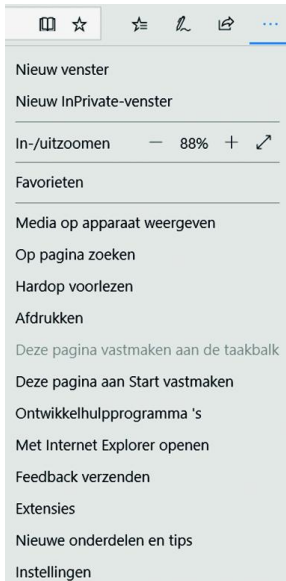 Nieuw venster
Nieuw InPrivate-venster
In-/uitzoomen — 88% +
Favorieten
Media op apparaat weergeven
Op pagina zoeken
Hardop voorlezen
Afdrukken
Deze pagina vastmaken aan de taakbalk
Deze pagina aan Start vastmaken
Ontwikkelhulpprogramma 's
Met Internet Explorer openen
Feedback verzenden
Extensies
Nieuwe onderdelen en tips
Instellingen